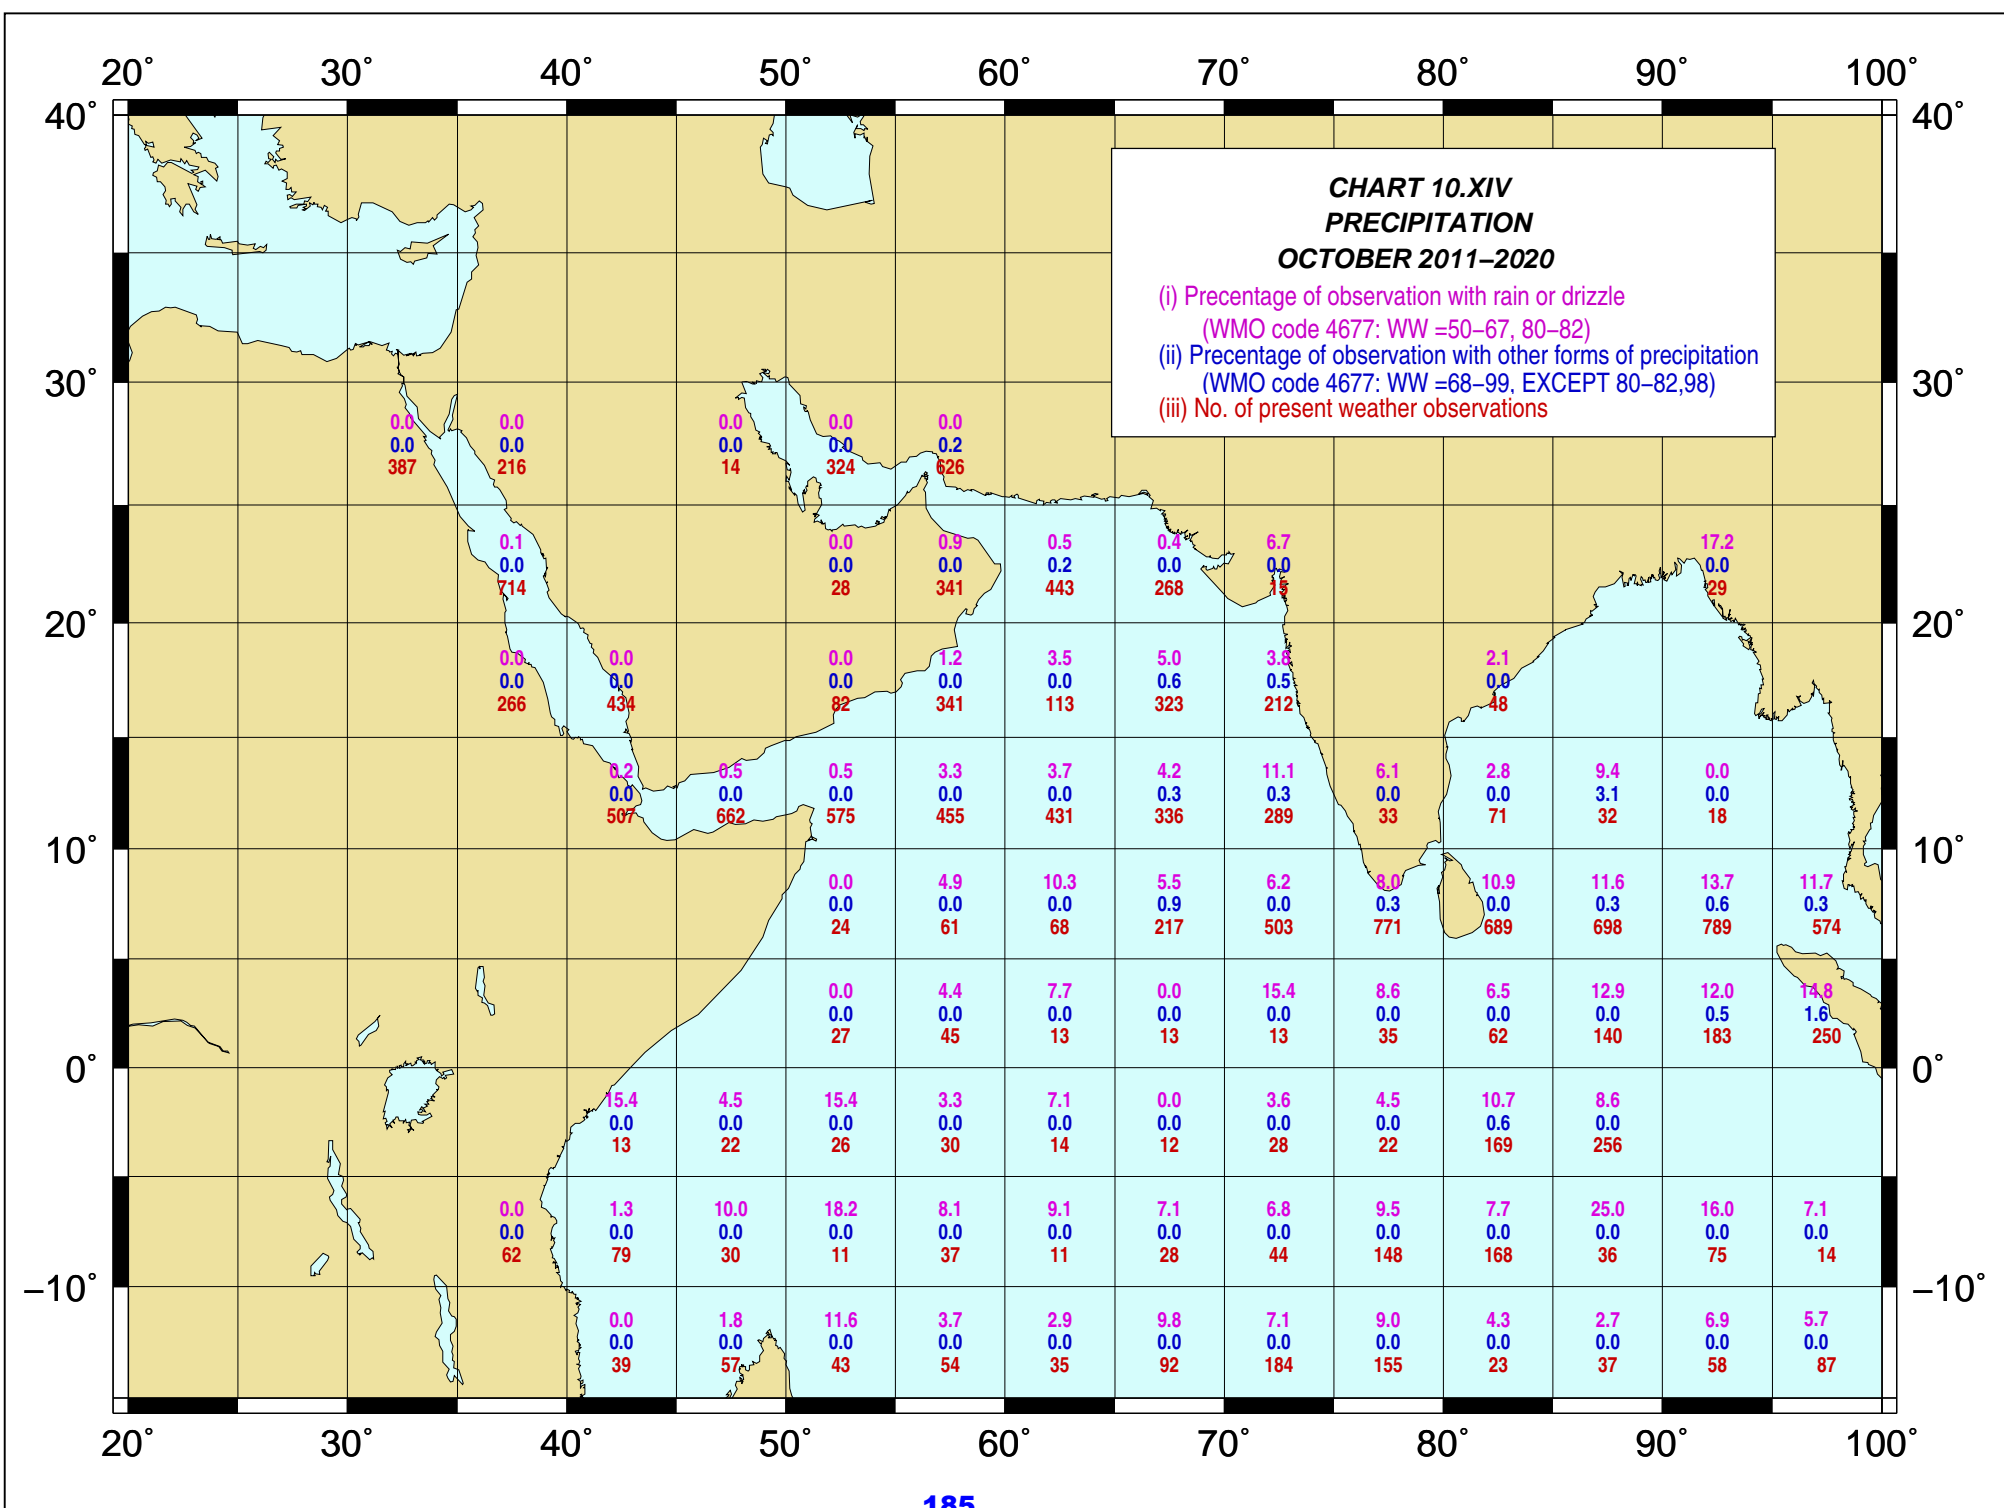 20° 30° 40° 50° 60° 70° 80° 90° 100°
40° 40°
CHART 10.XIV
PRECIPITATION
OCTOBER 2011–2020
(i) Precentage of observation with rain or drizzle
(WMO code 4677: WW =50–67, 80–82)
(ii) Precentage of observation with other forms of precipitation
(WMO code 4677: WW =68–99, EXCEPT 80–82,98)
(iii) No. of present weather observations
30° 30°
0.0 0.0 0.0 0.0 0.0
0.0 0.0 0.0 0.0 0.2
387 216 14 324 626
0.1 0.0 0.9 0.5 0.4 6.7 17.2
0.0 0.0 0.0 0.2 0.0 0.0 0.0
714 28 341 443 268 15 29
20° 20°
0.0 0.0 0.0 1.2 3.5 5.0 3.8 2.1
0.0 0.0 0.0 0.0 0.0 0.6 0.5 0.0
266 434 82 341 113 323 212 48
0.2 0.5 0.5 3.3 3.7 4.2 11.1 6.1 2.8 9.4 0.0
0.0 0.0 0.0 0.0 0.0 0.3 0.3 0.0 0.0 3.1 0.0
507 662 575 455 431 336 289 33 71 32 18
10° 10°
0.0 4.9 10.3 5.5 6.2 8.0 10.9 11.6 13.7 11.7
0.0 0.0 0.0 0.9 0.0 0.3 0.0 0.3 0.6 0.3
24 61 68 217 503 771 689 698 789 574
0.0 4.4 7.7 0.0 15.4 8.6 6.5 12.9 12.0 14.8
0.0 0.0 0.0 0.0 0.0 0.0 0.0 0.0 0.5 1.6
27 45 13 13 13 35 62 140 183 250
0° 0°
15.4 4.5 15.4 3.3 7.1 0.0 3.6 4.5 10.7 8.6
0.0 0.0 0.0 0.0 0.0 0.0 0.0 0.0 0.6 0.0
13 22 26 30 14 12 28 22 169 256
0.0 1.3 10.0 18.2 8.1 9.1 7.1 6.8 9.5 7.7 25.0 16.0 7.1
0.0 0.0 0.0 0.0 0.0 0.0 0.0 0.0 0.0 0.0 0.0 0.0 0.0
62 79 30 11 37 11 28 44 148 168 36 75 14
–10° –10°
0.0 1.8 11.6 3.7 2.9 9.8 7.1 9.0 4.3 2.7 6.9 5.7
0.0 0.0 0.0 0.0 0.0 0.0 0.0 0.0 0.0 0.0 0.0 0.0
39 57 43 54 35 92 184 155 23 37 58 87
20° 30° 40° 50° 60° 70° 80° 90° 100°
185